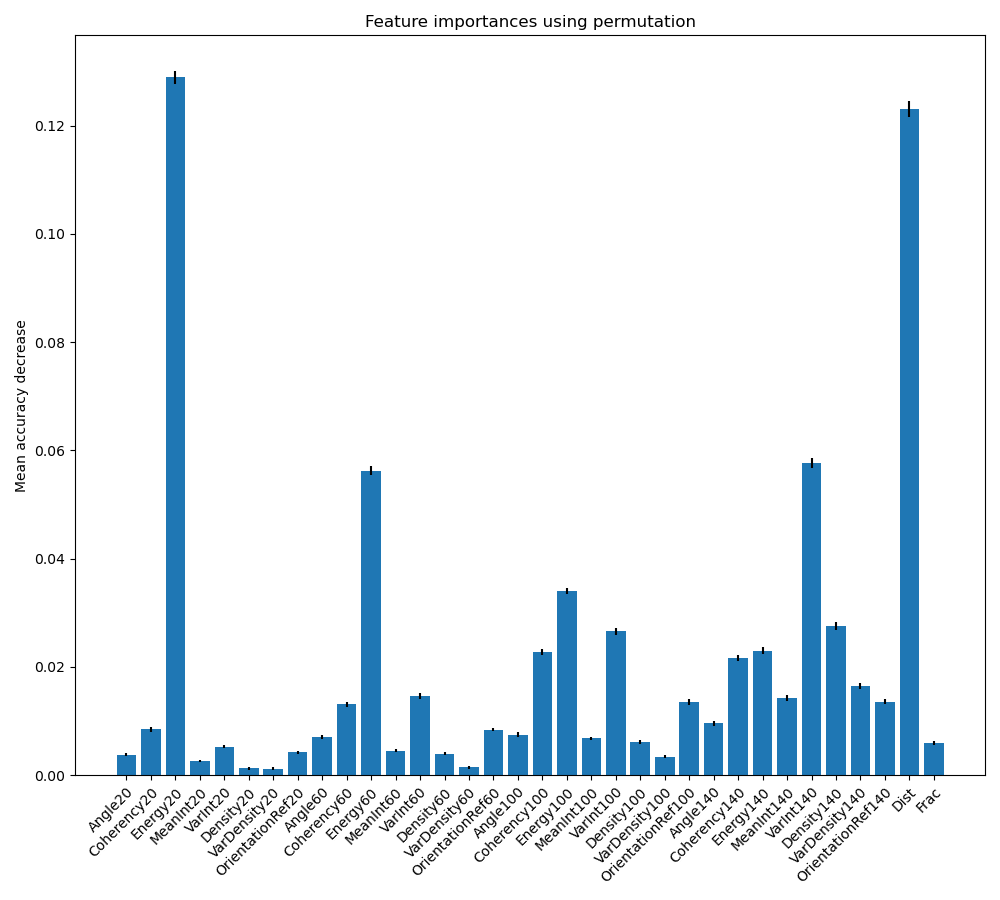 Feature importances using permutation
Mean accuracy decrease
0.12
0.10
0.08
0.06
0.04
0.02
0.00
Angle20
Coherency20
Energy20
MeanInt20
VarInt20
Density20
VarDensity20
OrientationRef20
Angle60
Coherency60
Energy60
MeanInt60
VarInt60
Density60
VarDensity60
OrientationRef60
Angle100
Coherency100
Energy100
MeanInt100
VarInt100
Density100
VarDensity100
OrientationRef100
Angle140
Coherency140
Energy140
MeanInt140
VarInt140
Density140
VarDensity140
OrientationRef140
Dist
Frac